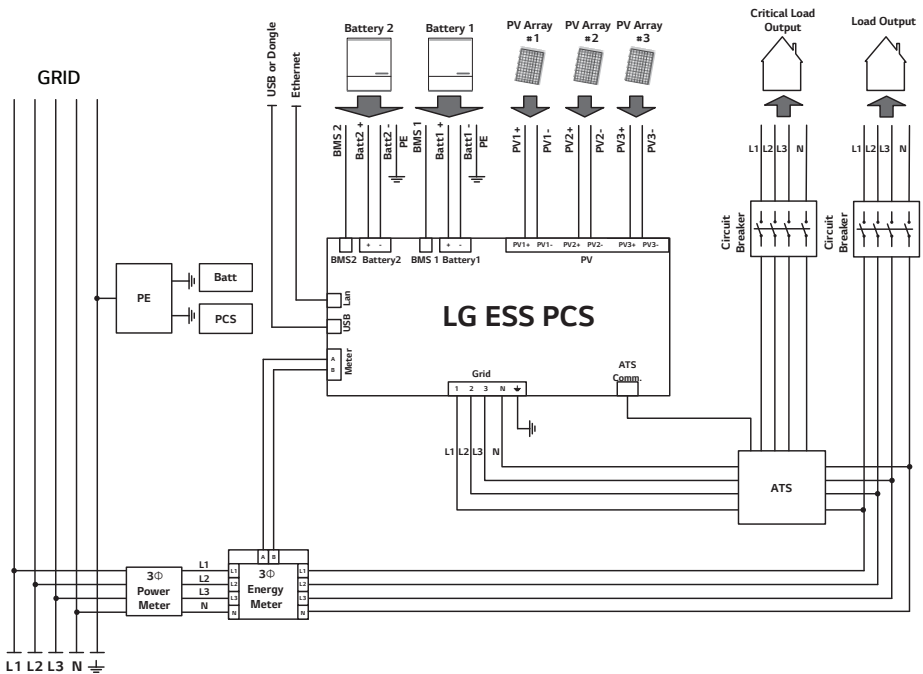 Critical Load
Output
Load Output
Battery 2
Battery 1
PV Array
#1
PV Array
#2
PV Array
#3
GRID
USB or Dongle
Ethernet
BMS 2
Batt2 +
Batt2 -
PE
BMS 1
Batt1 +
Batt1 -
PE
PV1+
PV1-
PV2+
PV2-
PV3+
PV3-
L1 L2 L3 N
L1 L2 L3 N
Circuit
Breaker
Circuit
Breaker
+ -
+ -
PV1+ PV1- PV2+ PV2- PV3+ PV3-
BMS2 Battery2 BMS 1 Battery1 PV
PE
Batt
PCS
Lan
USB
Meter
A
B
LG ESS PCS
Grid
1 2 3 N
ATS
Comm.
L1 L2 L3 N
ATS
A B
3Φ
Power
Meter
L1
L2
L3
N
L1
L2
L3
N
3Φ
Energy
Meter
L1
L2
L3
N
L1 L2 L3 N